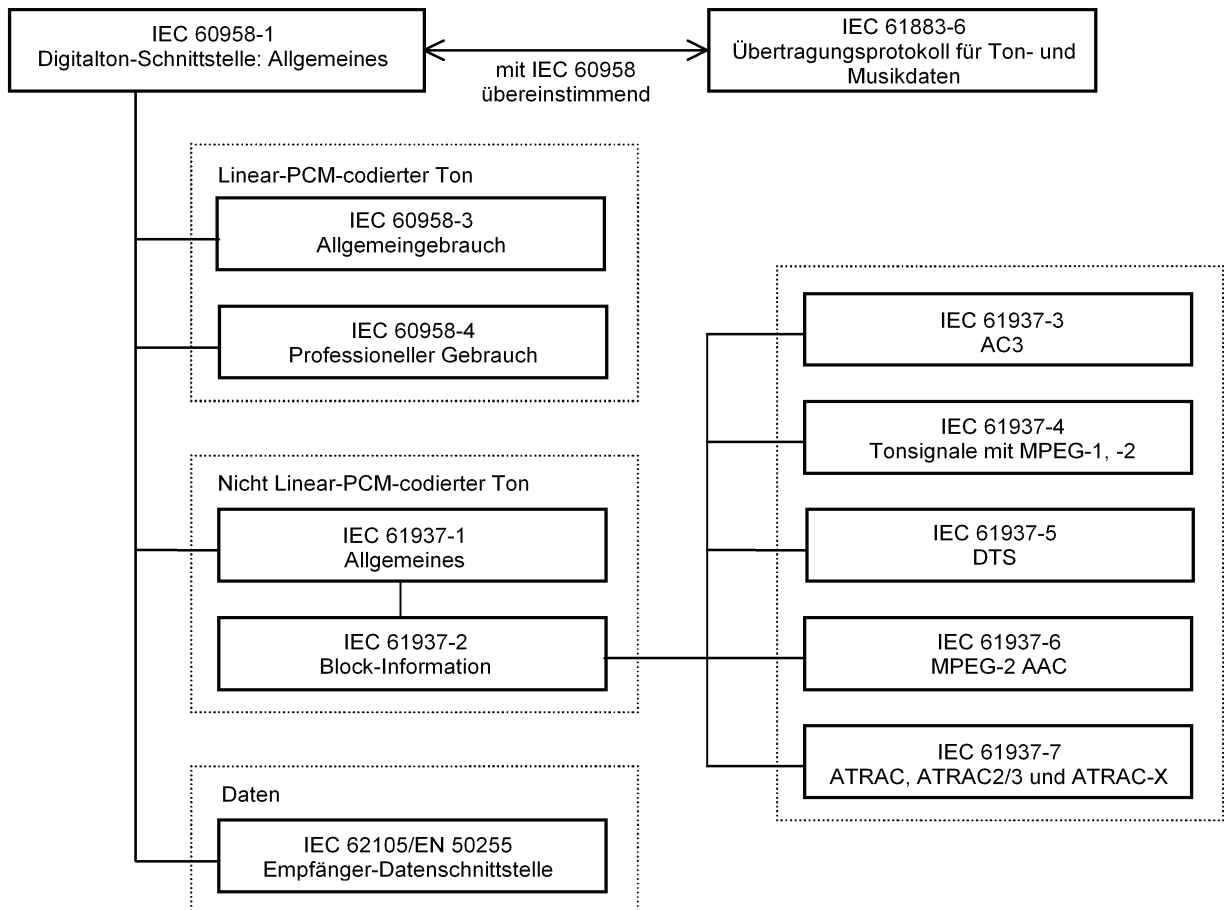 IEC 60958-1
Digitalton-Schnittstelle: Allgemeines
mit IEC 60958
übereinstimmend
IEC 61883-6
Übertragungsprotokoll für Ton- und
Musikdaten
Linear-PCM-codierter Ton
IEC 60958-3
Allgemeingebrauch
IEC 60958-4
Professioneller Gebrauch
Nicht Linear-PCM-codierter Ton
IEC 61937-1
Allgemeines
IEC 61937-2
Block-Information
IEC 61937-3
AC3
IEC 61937-4
Tonsignale mit MPEG-1, -2
IEC 61937-5
DTS
IEC 61937-6
MPEG-2 AAC
IEC 61937-7
ATRAC, ATRAC2/3 und ATRAC-X
Daten
IEC 62105/EN 50255
Empfänger-Datenschnittstelle